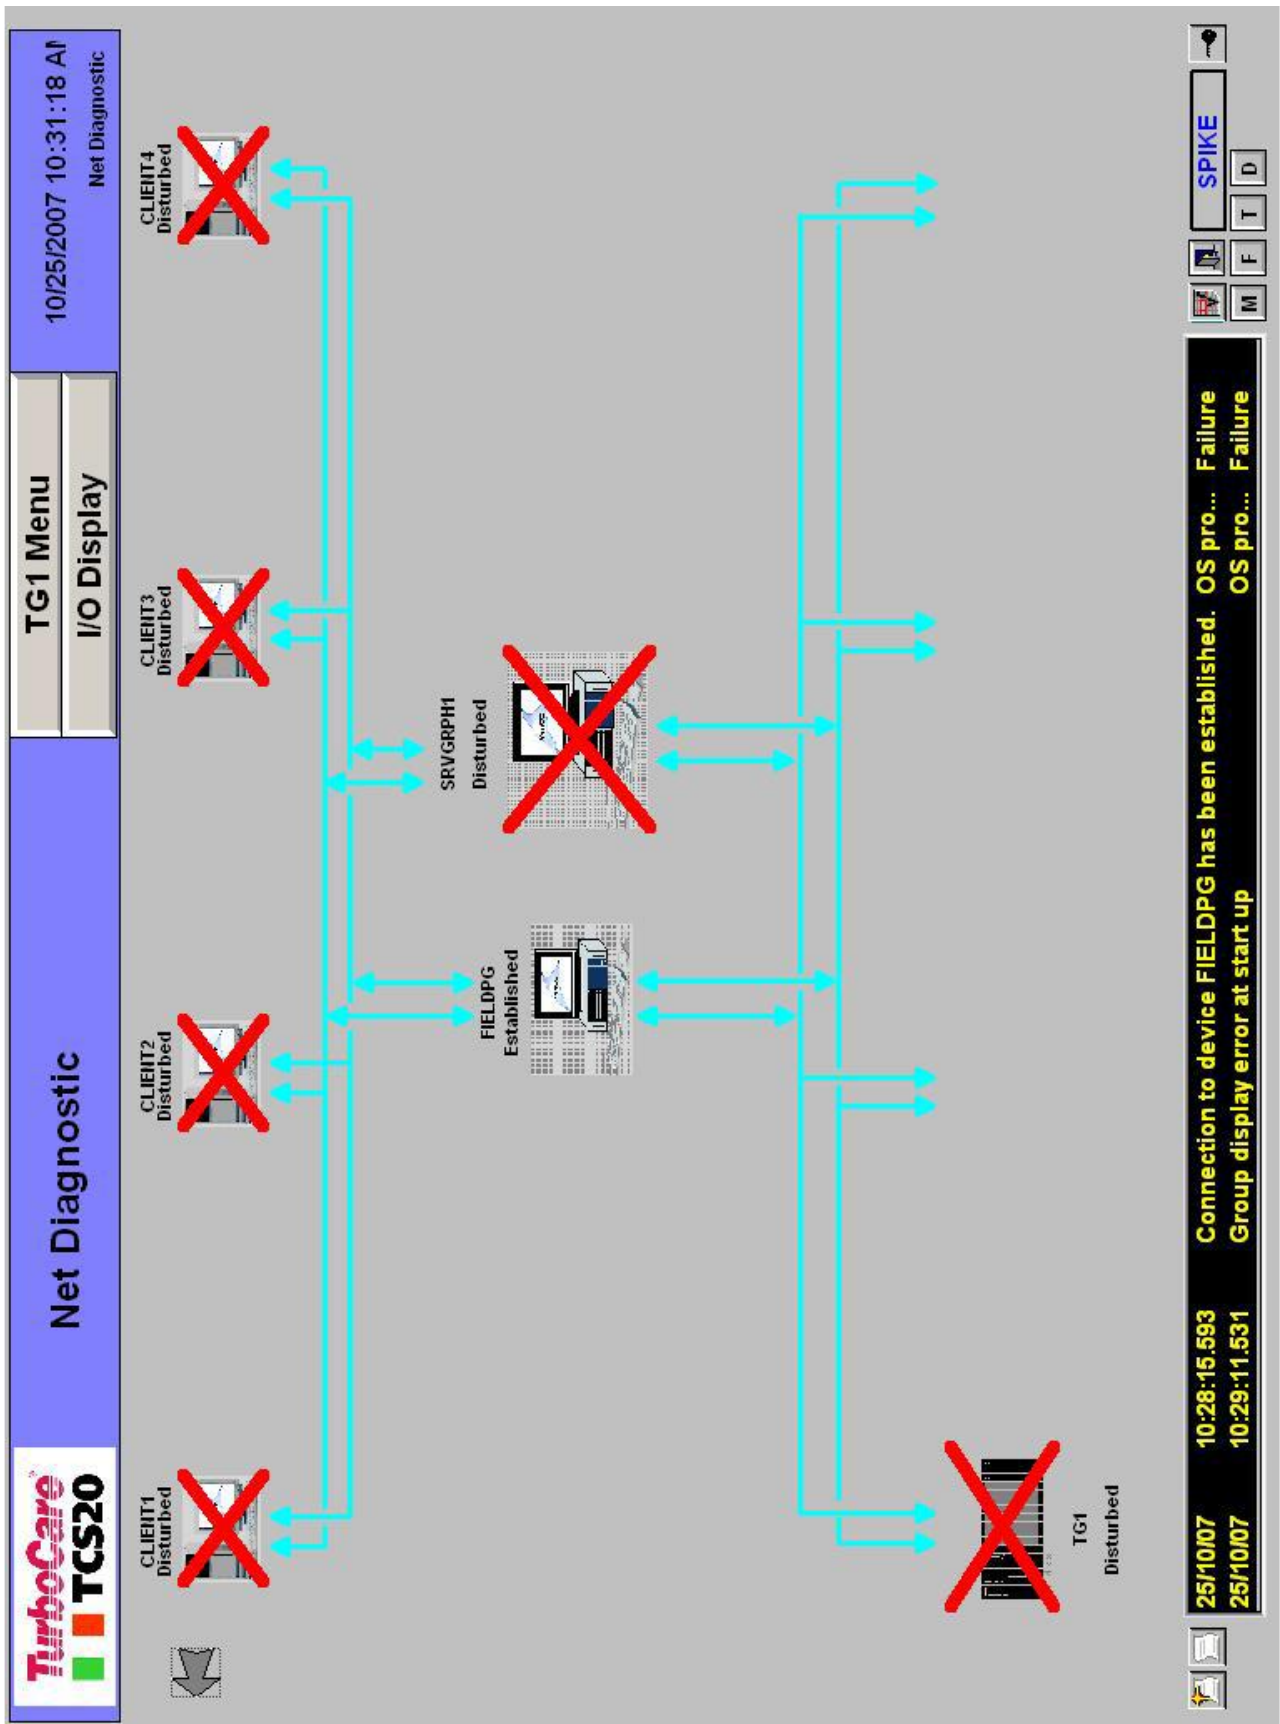 TurboCare
TCS20
Net Diagnostic
TG1 Menu
I/O Display
10/25/2007 10:31:18 AM
Net Diagnostic
CLIENT1
Disturbed
CLIENT2
Disturbed
CLIENT3
Disturbed
CLIENT4
Disturbed
FIELDPG
Established
SRVGRPH1
Disturbed
TG1
Disturbed
25/10/07 10:28:15.593 Connection to device FIELDPG has been established. OS pro... Failure
25/10/07 10:29:11.531 Group display error at start up OS pro... Failure
SPIKE
M F T D